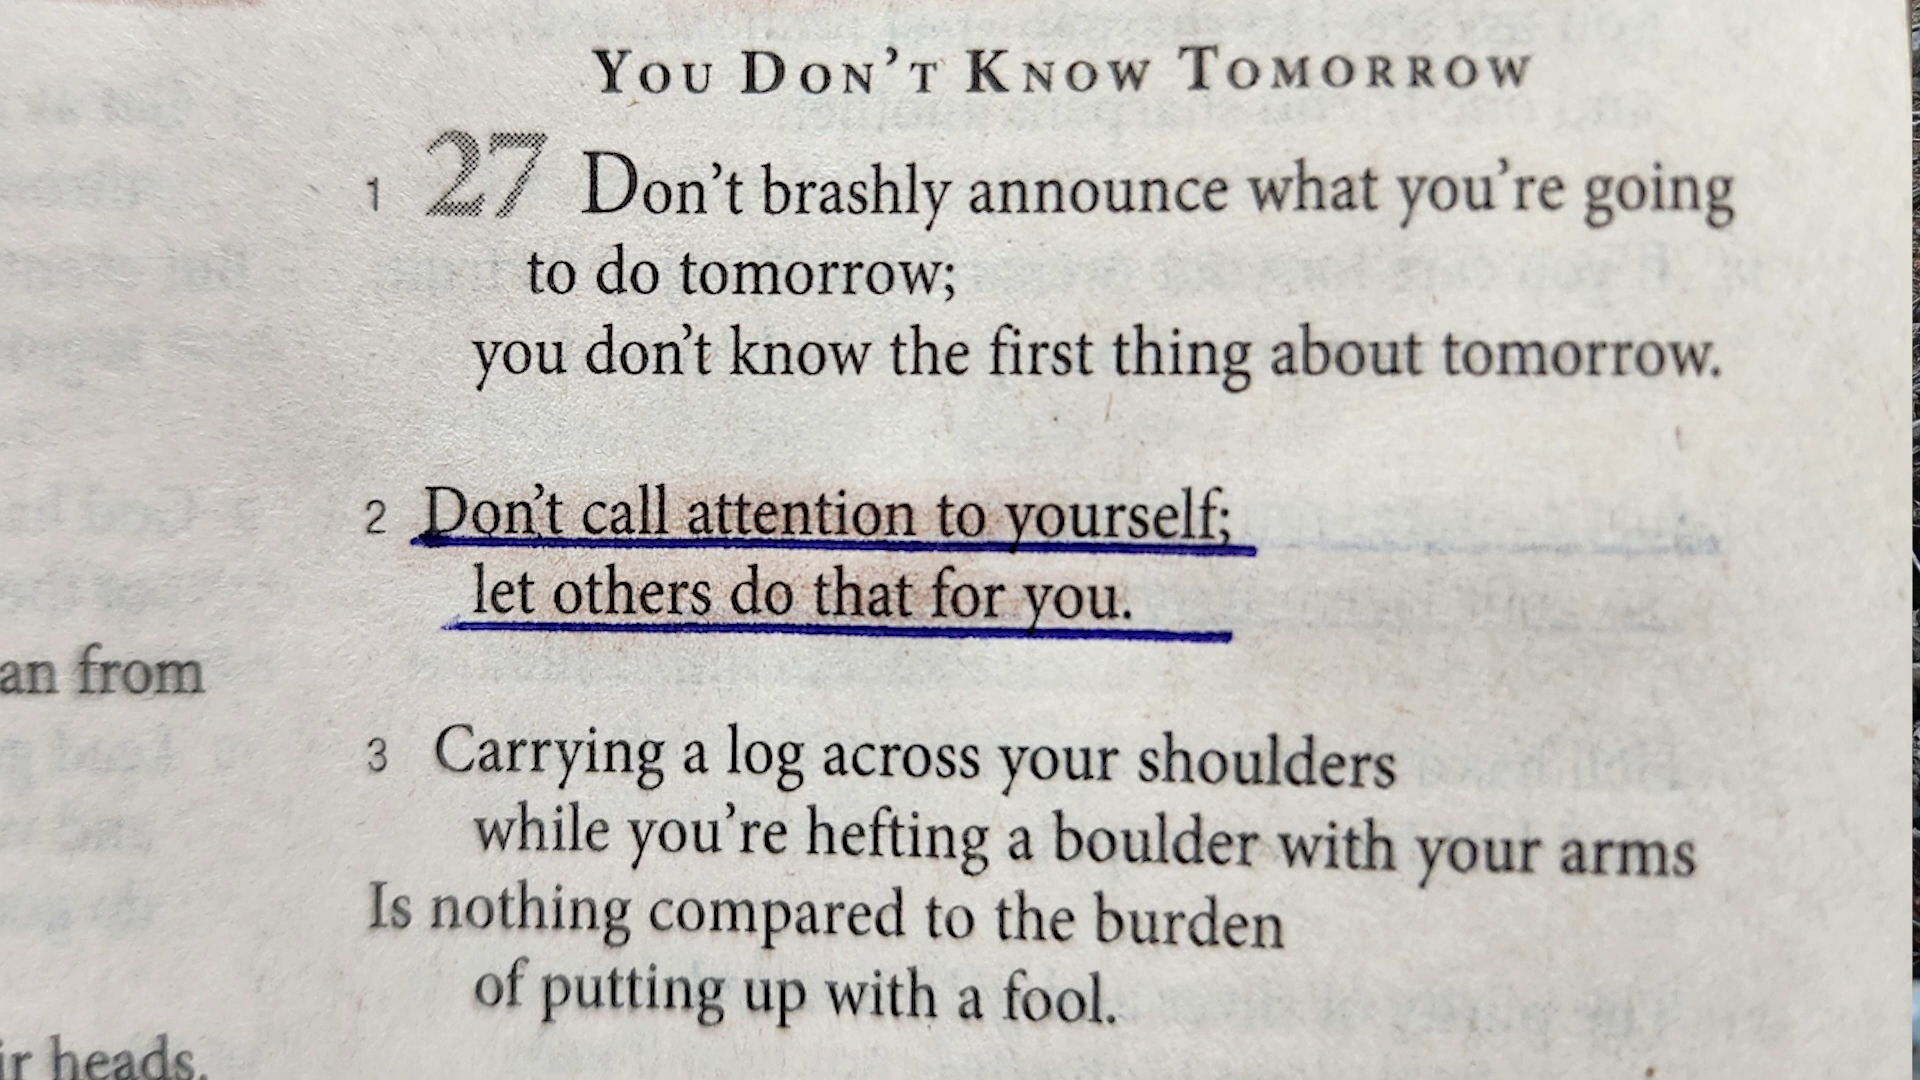 YOU DON’T KNOW TOMORROW
1 27 Don’t brashly announce what you’re going
to do tomorrow;
you don’t know the first thing about tomorrow.
2 Don’t call attention to yourself;
let others do that for you.
an from
3 Carrying a log across your shoulders
while you’re hefting a boulder with your arms
Is nothing compared to the burden
of putting up with a fool.
ir heads.